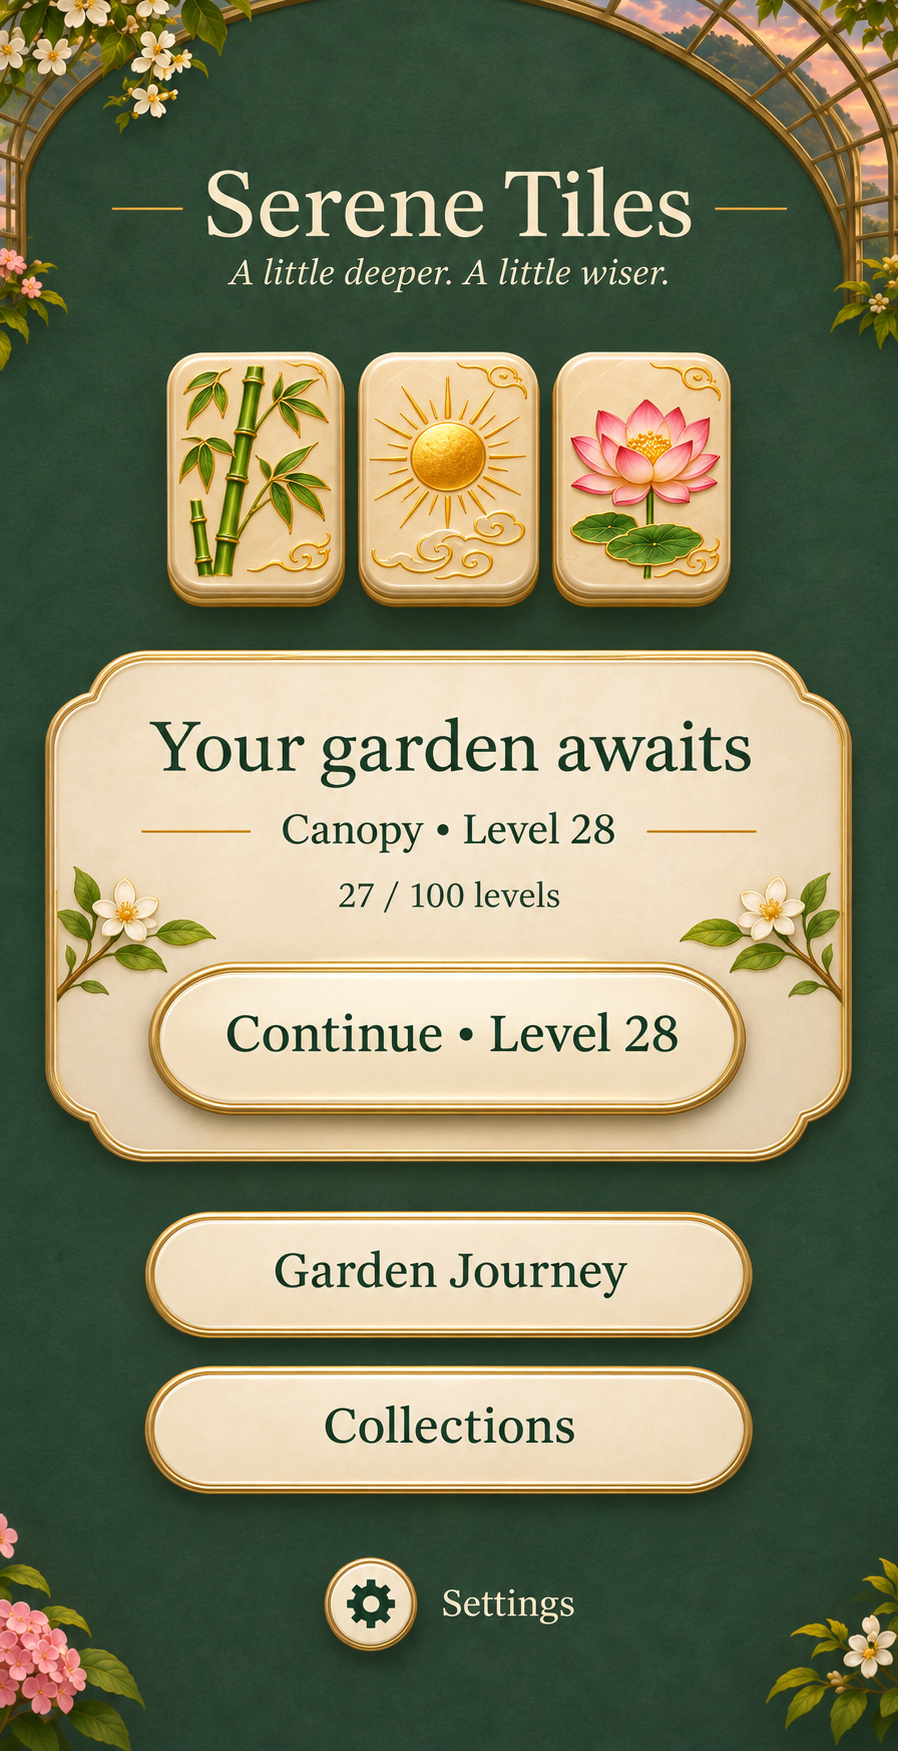 Serene Tiles
A little deeper. A little wiser.
Your garden awaits
Canopy • Level 28
27 / 100 levels
Continue • Level 28
Garden Journey
Collections
Settings